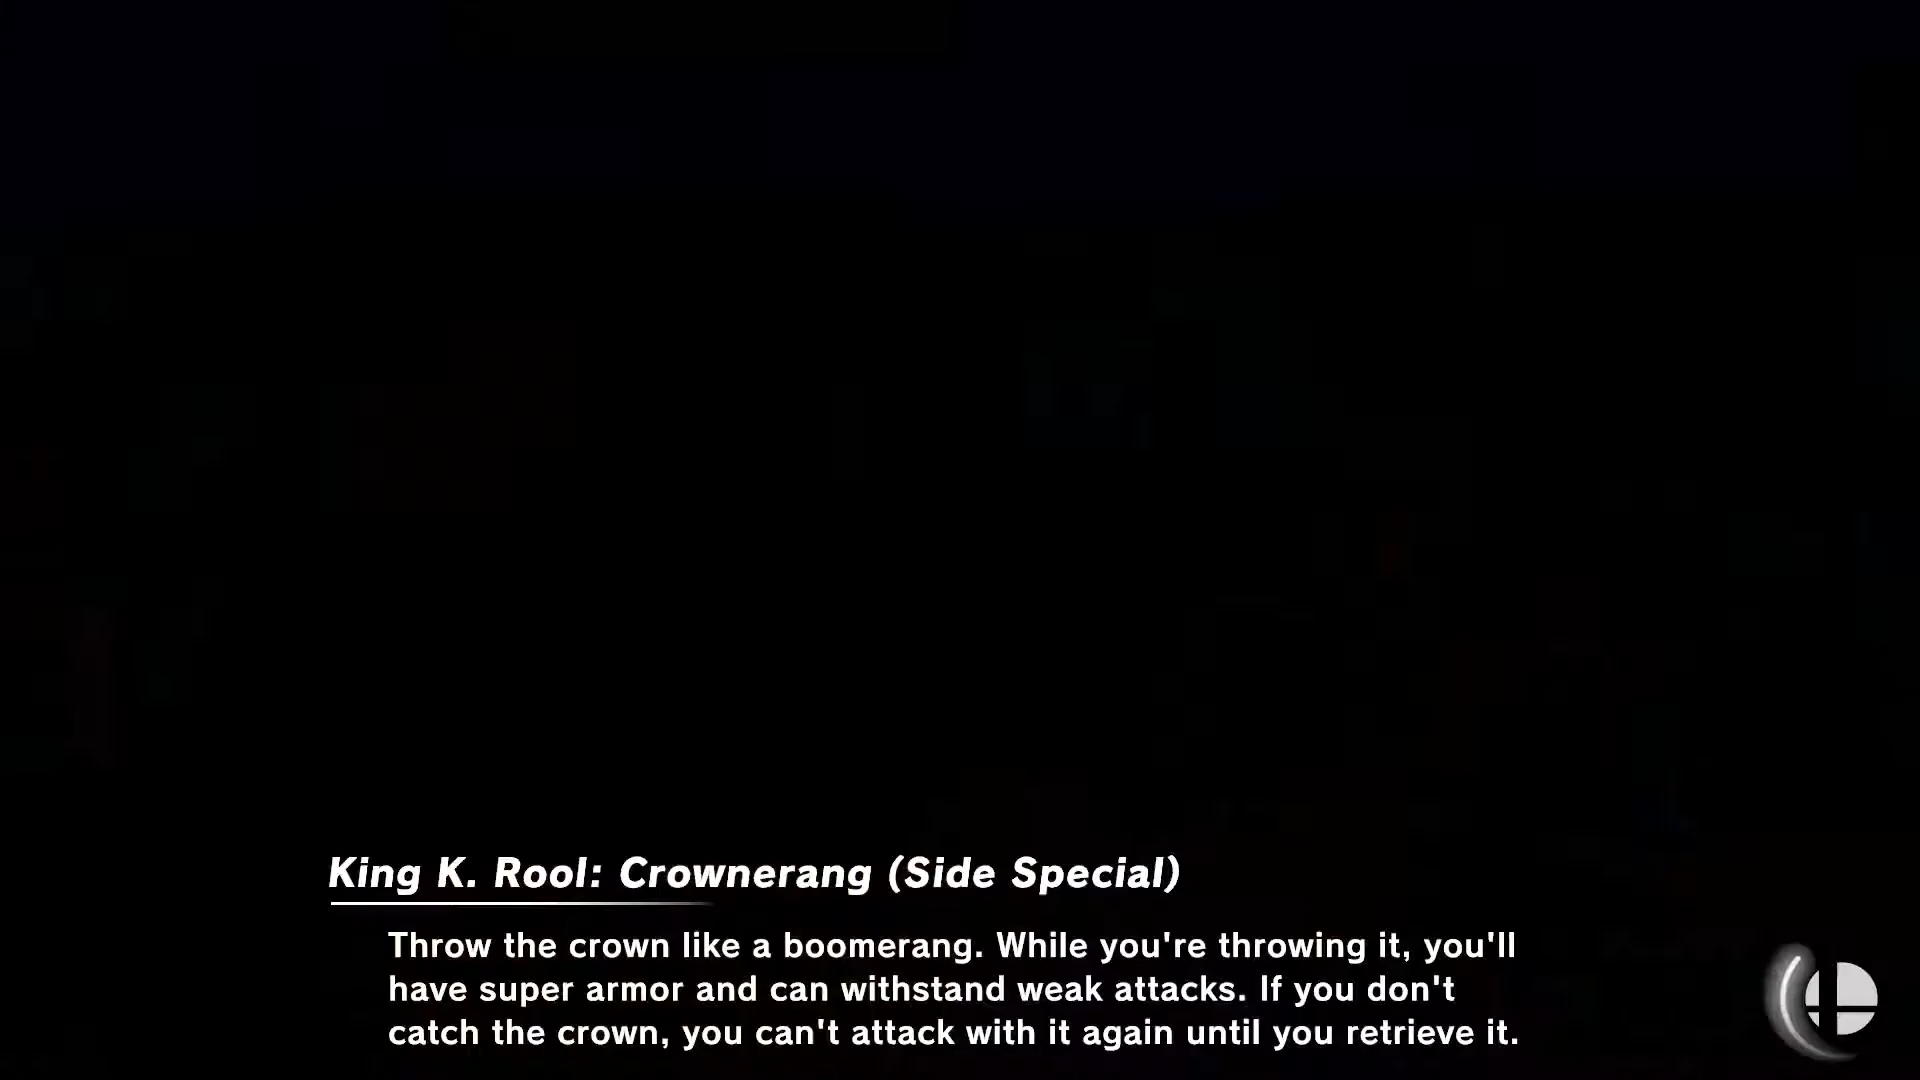 King K. Rool: Crownerang (Side Special)
Throw the crown like a boomerang. While you're throwing it, you'll
have super armor and can withstand weak attacks. If you don't
catch the crown, you can't attack with it again until you retrieve it.